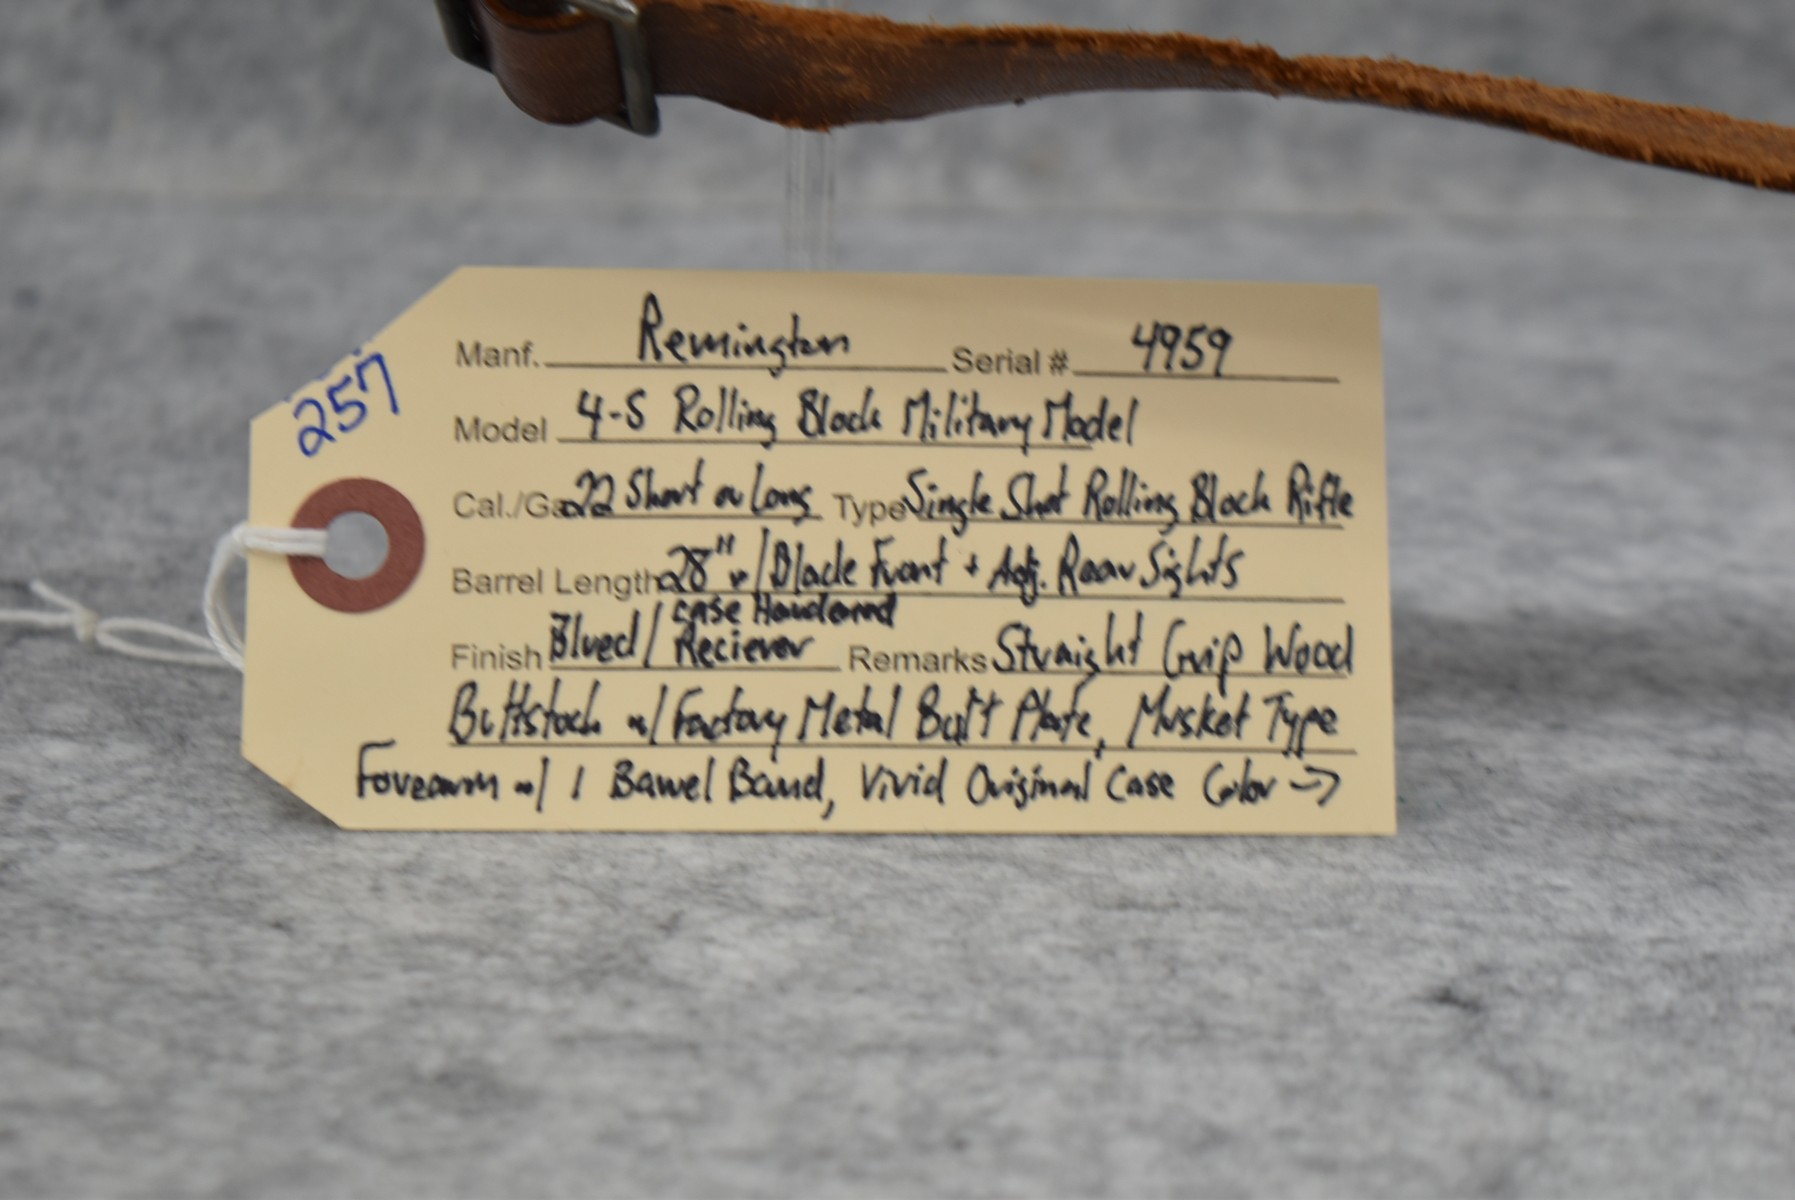 257
Manf. Remington Serial # 4959
Model 4-S Rolling Block Military Model
Cal./Ga. .22 Short or Long Type Single Shot Rolling Block Rifle
Barrel Length 28" w/ Blade Front + Adj. Rear Sights
Finish Blued / Case Hardened Reciever Remarks Straight Grip Wood
Buttstock w/ Factory Metal Butt Plate, Musket Type
Forearm w/ 1 Barrel Band, Vivid Original Case Color →